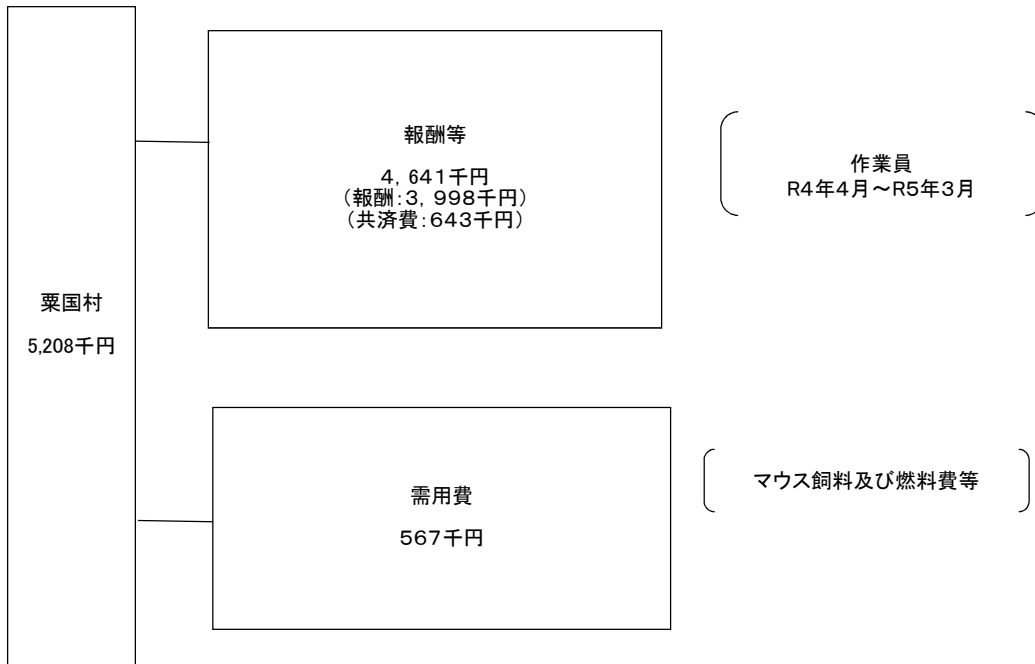 粟国村
5,208千円
報酬等
4,641千円
(報酬:3,998千円)
(共済費:643千円)
作業員
R4年4月～R5年3月
需用費
567千円
マウス飼料及び燃料費等